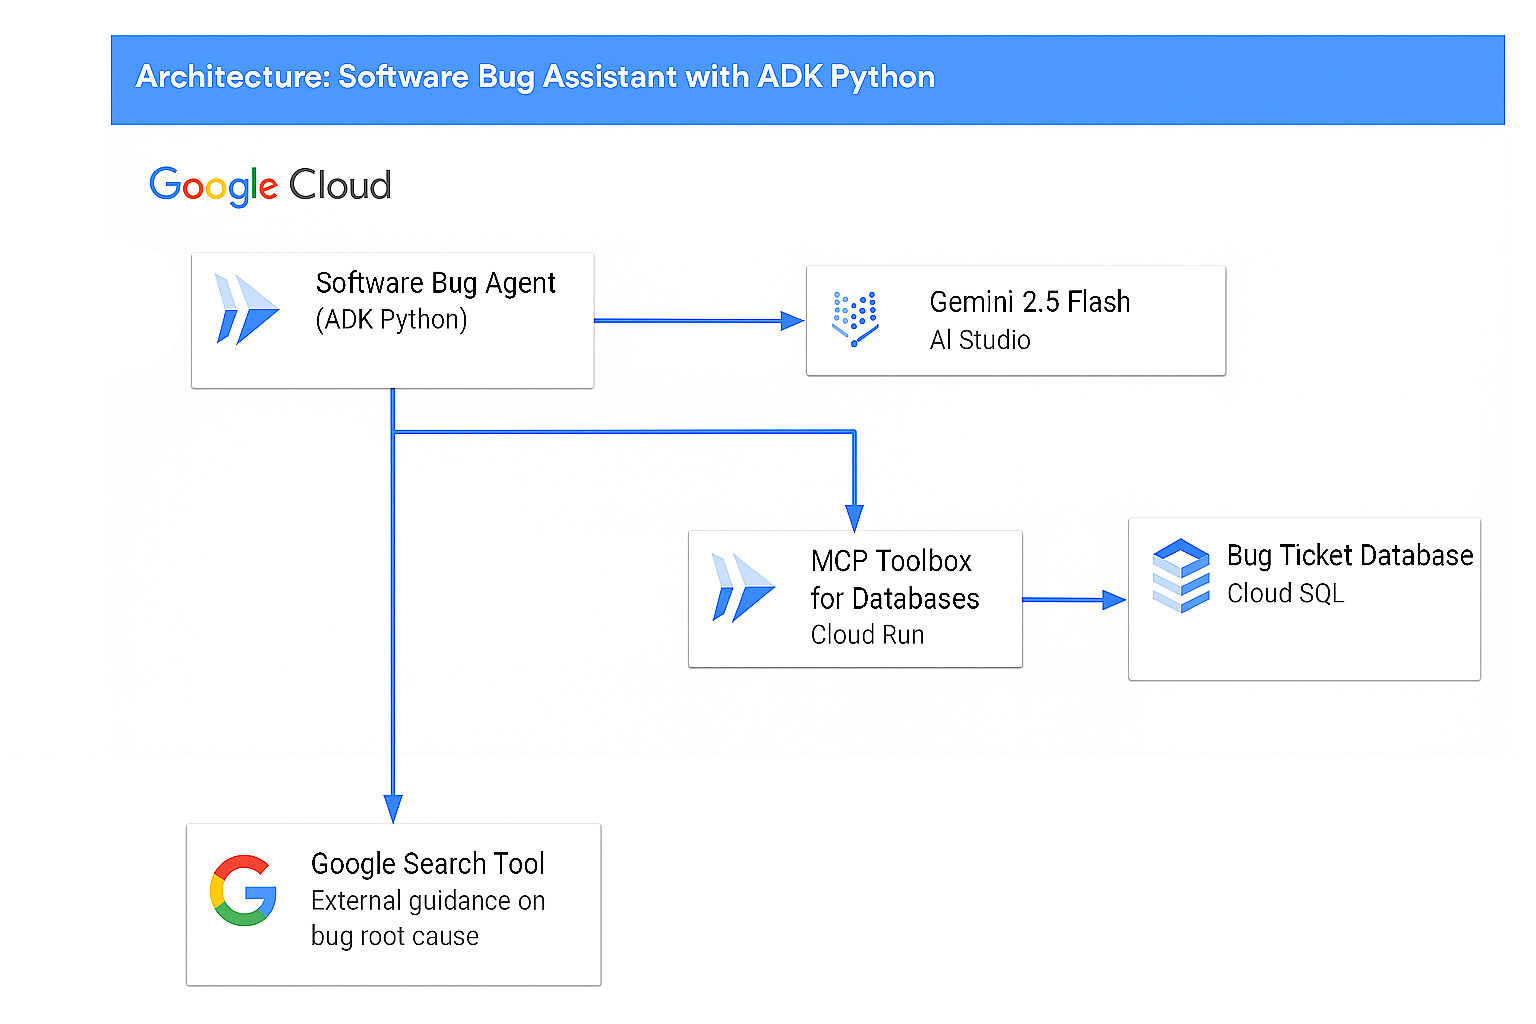 Architecture: Software Bug Assistant with ADK Python
Google Cloud
Software Bug Agent
(ADK Python)
Gemini 2.5 Flash
AI Studio
MCP Toolbox
for Databases
Cloud Run
Bug Ticket Database
Cloud SQL
Google Search Tool
External guidance on
bug root cause